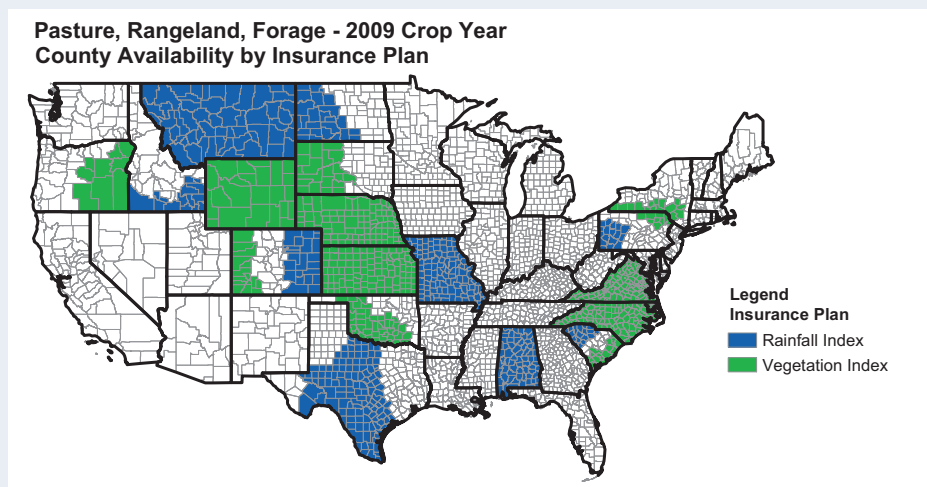 Pasture, Rangeland, Forage - 2009 Crop Year
County Availability by Insurance Plan
Legend
Insurance Plan
Rainfall Index
Vegetation Index